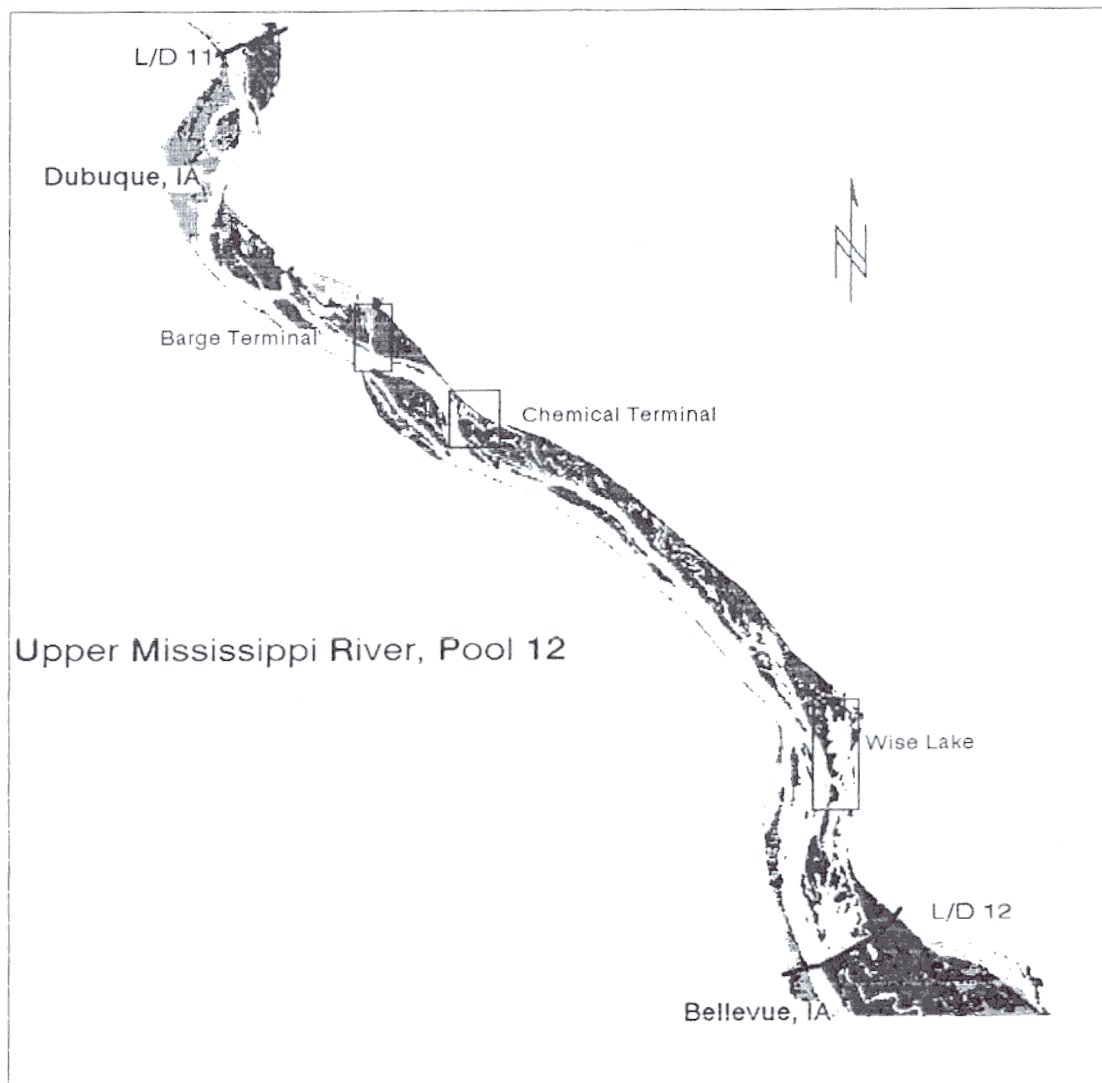 L/D 11
Dubuque, IA
Barge Terminal
Chemical Terminal
Upper Mississippi River, Pool 12
Wise Lake
L/D 12
Bellevue, IA